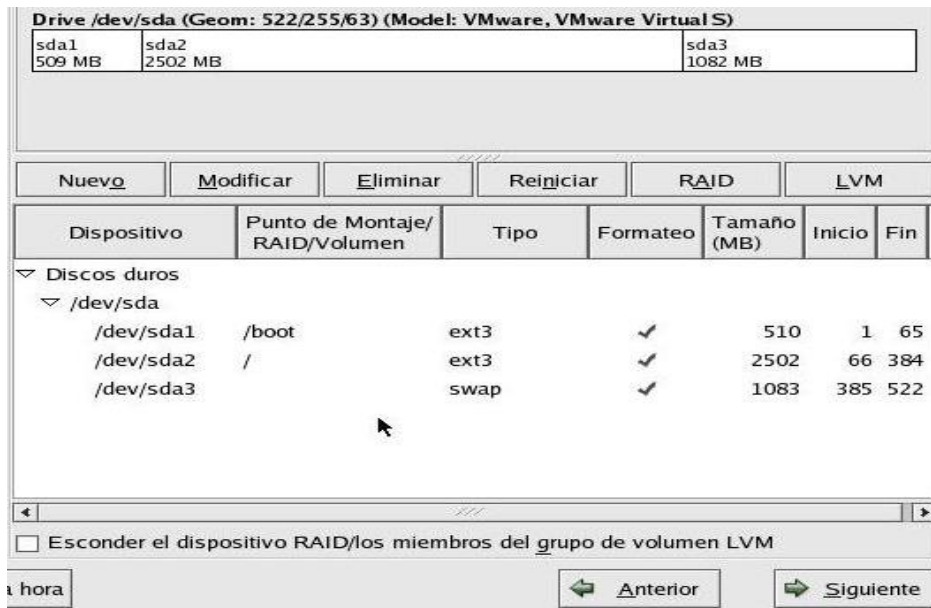 Drive /dev/sda (Geom: 522/255/63) (Model: VMware, VMware Virtual S)
sda1 sda2 sda3
509 MB 2502 MB 1082 MB
Nuevo Modificar Eliminar Reiniciar RAID LVM
Dispositivo Punto de Montaje/ RAID/Volumen Tipo Formateo Tamaño (MB) Inicio Fin
Discos duros
/dev/sda
/dev/sda1 /boot ext3 510 1 65
/dev/sda2 / ext3 2502 66 384
/dev/sda3 swap 1083 385 522
Esconder el dispositivo RAID/los miembros del grupo de volumen LVM
a hora Anterior Siguiente